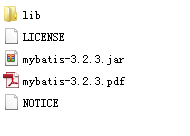 lib
LICENSE
mybatis-3.2.3.jar
mybatis-3.2.3.pdf
NOTICE